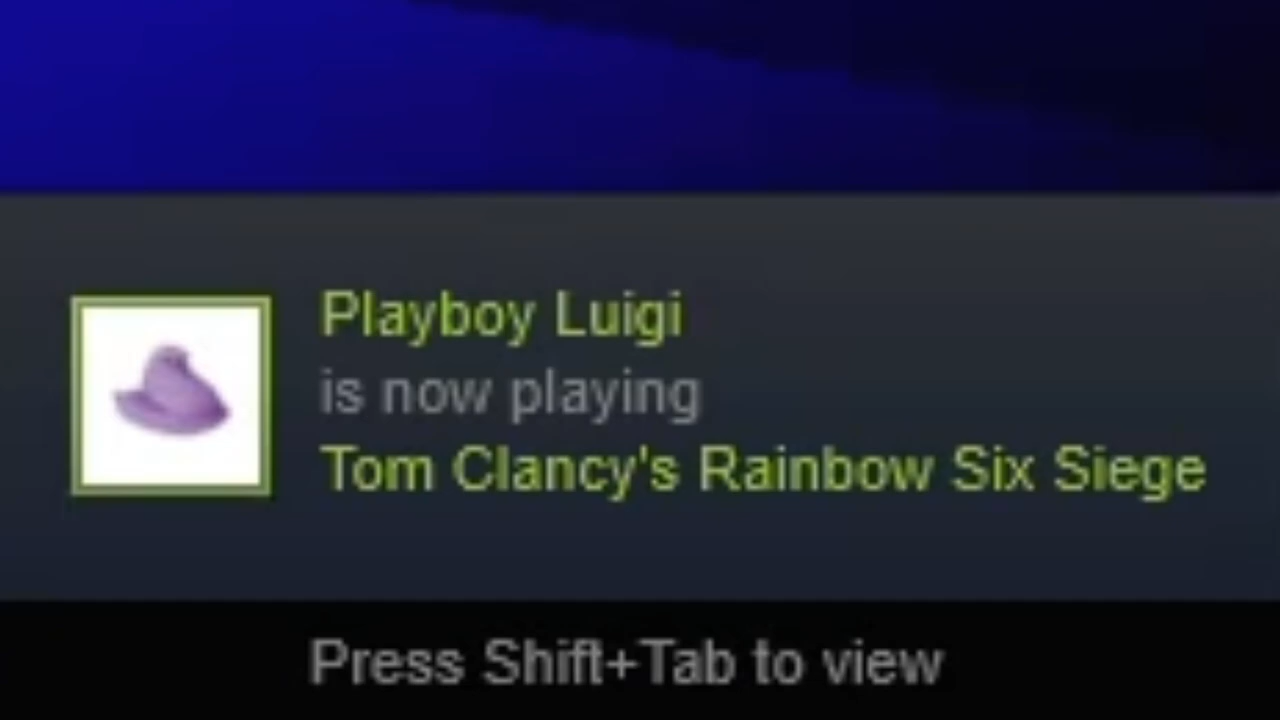 Playboy Luigi
is now playing
Tom Clancy's Rainbow Six Siege
Press Shift+Tab to view